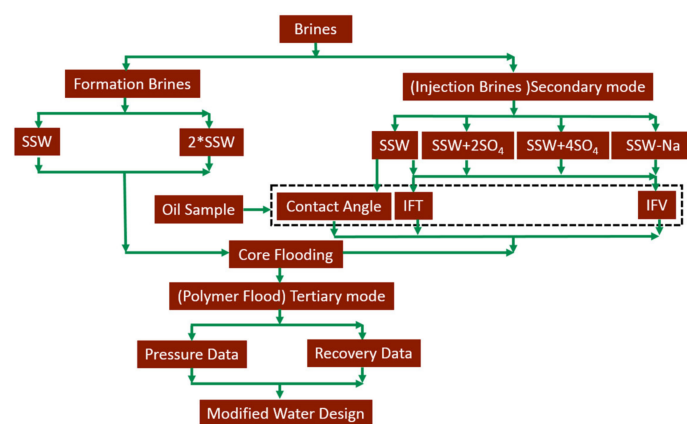 Brines
Formation Brines
(Injection Brines )Secondary mode
SSW
2*SSW
SSW
SSW+2SO₄
SSW+4SO₄
SSW-Na
Oil Sample
Contact Angle
IFT
IFV
Core Flooding
(Polymer Flood) Tertiary mode
Pressure Data
Recovery Data
Modified Water Design